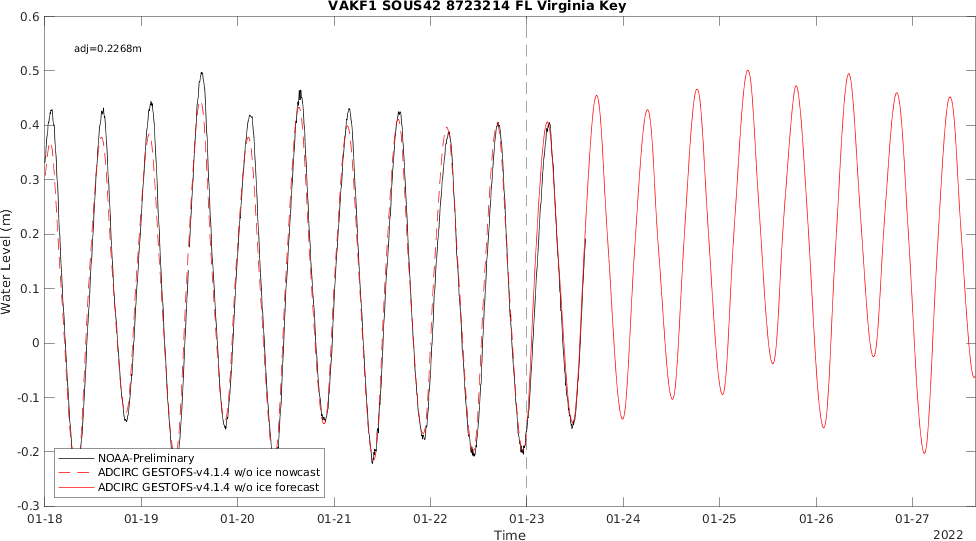 VAKF1 SOUS42 8723214 FL Virginia Key
adj=0.2268m
0.6
0.5
0.4
0.3
0.2
0.1
0
-0.1
-0.2
-0.3
Water Level (m)
NOAA-Preliminary
ADCIRC GESTOFS-v4.1.4 w/o ice nowcast
ADCIRC GESTOFS-v4.1.4 w/o ice forecast
01-18 01-19 01-20 01-21 01-22 01-23 01-24 01-25 01-26 01-27
Time
2022